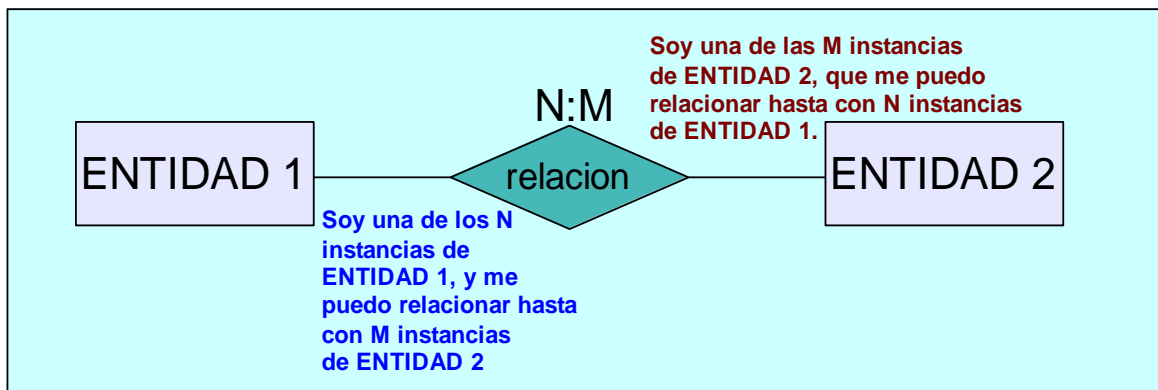 Soy una de las M instancias
de ENTIDAD 2, que me puedo
relacionar hasta con N instancias
de ENTIDAD 1.
N:M
ENTIDAD 1
relacion
ENTIDAD 2
Soy una de los N
instancias de
ENTIDAD 1, y me
puedo relacionar hasta
con M instancias
de ENTIDAD 2